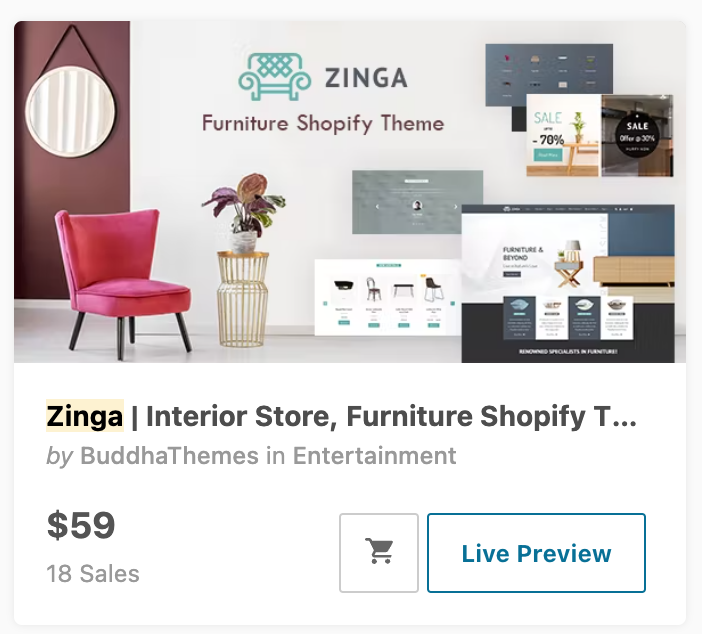 ZINGA
Furniture Shopify Theme
SALE
- 70%
SALE
Offer @ 30%
FURNITURE &
BEYOND
RENOWNED SPECIALISTS IN FURNITURE!
Zinga | Interior Store, Furniture Shopify T...
by BuddhaThemes in Entertainment
$59
18 Sales
Live Preview